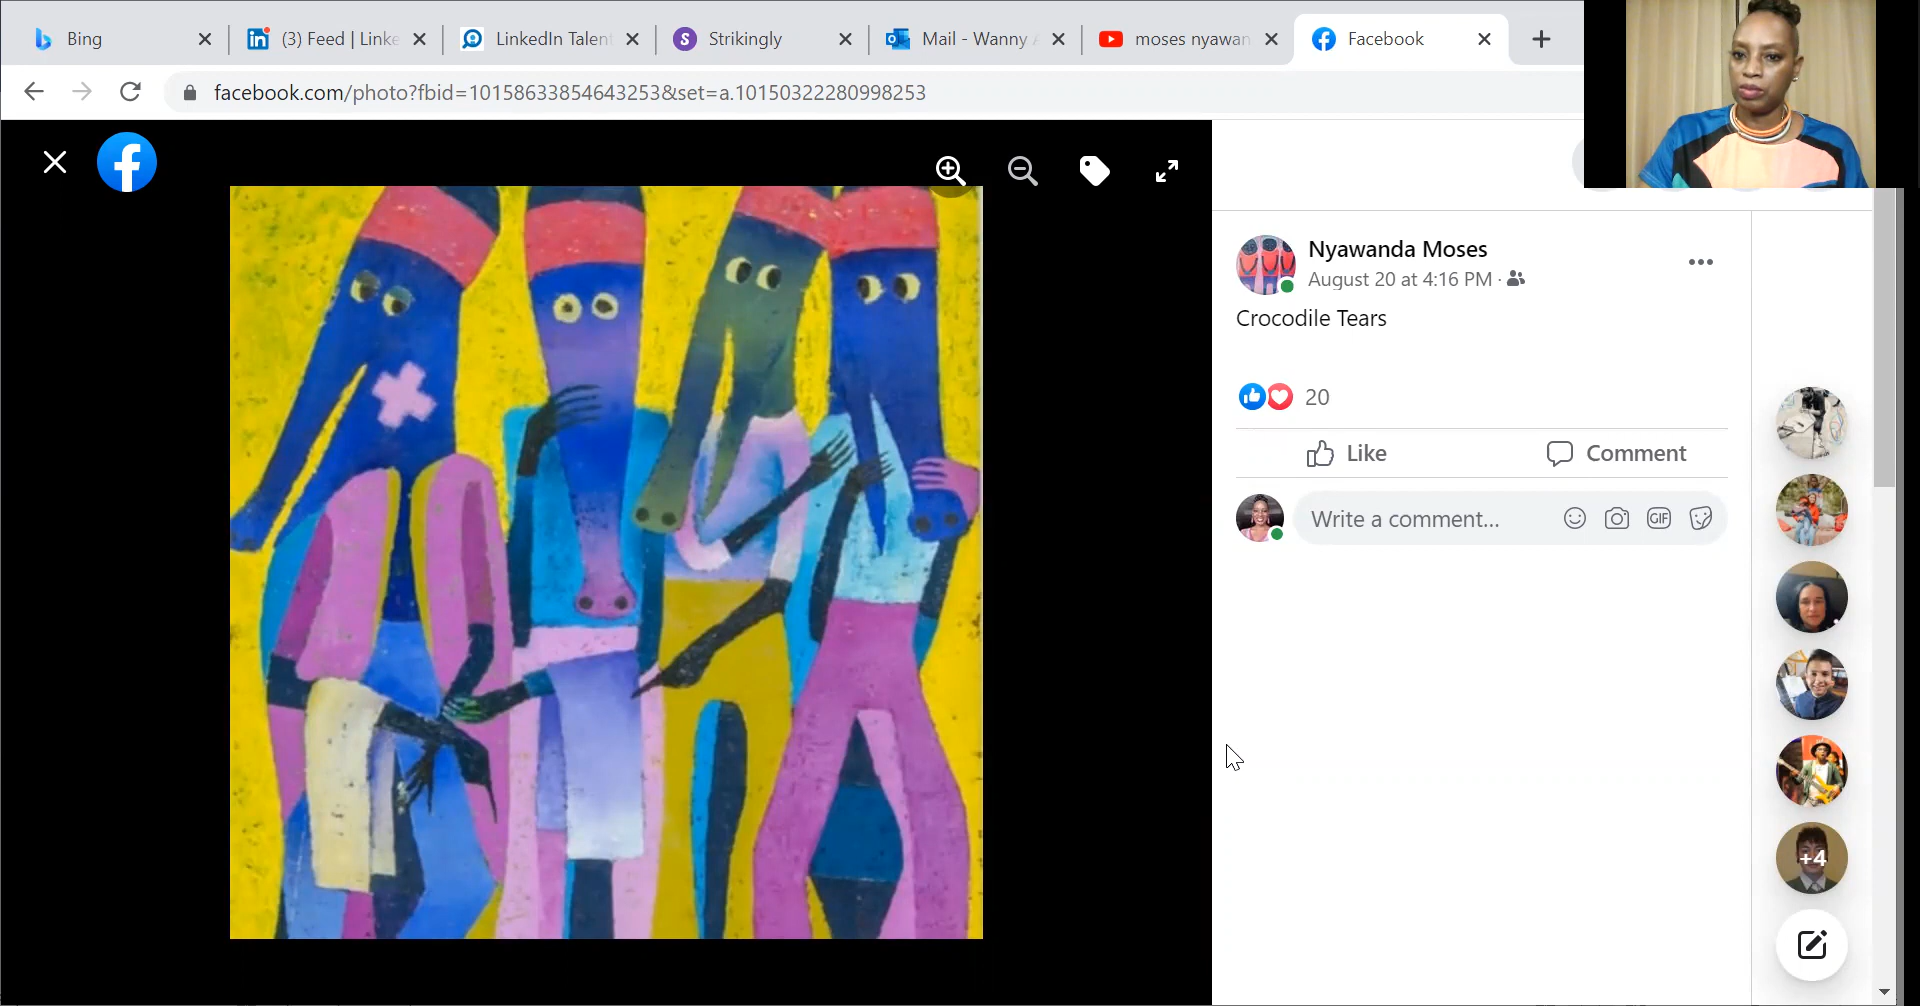 Bing
(3) Feed | Linke
LinkedIn Talen
Strikingly
Mail - Wanny
moses nyawan
Facebook
facebook.com/photo?fbid=10158633854643253&set=a.10150322280998253
Nyawanda Moses
August 20 at 4:16 PM ·
Crocodile Tears
20
Like
Comment
Write a comment...
GIF
+4